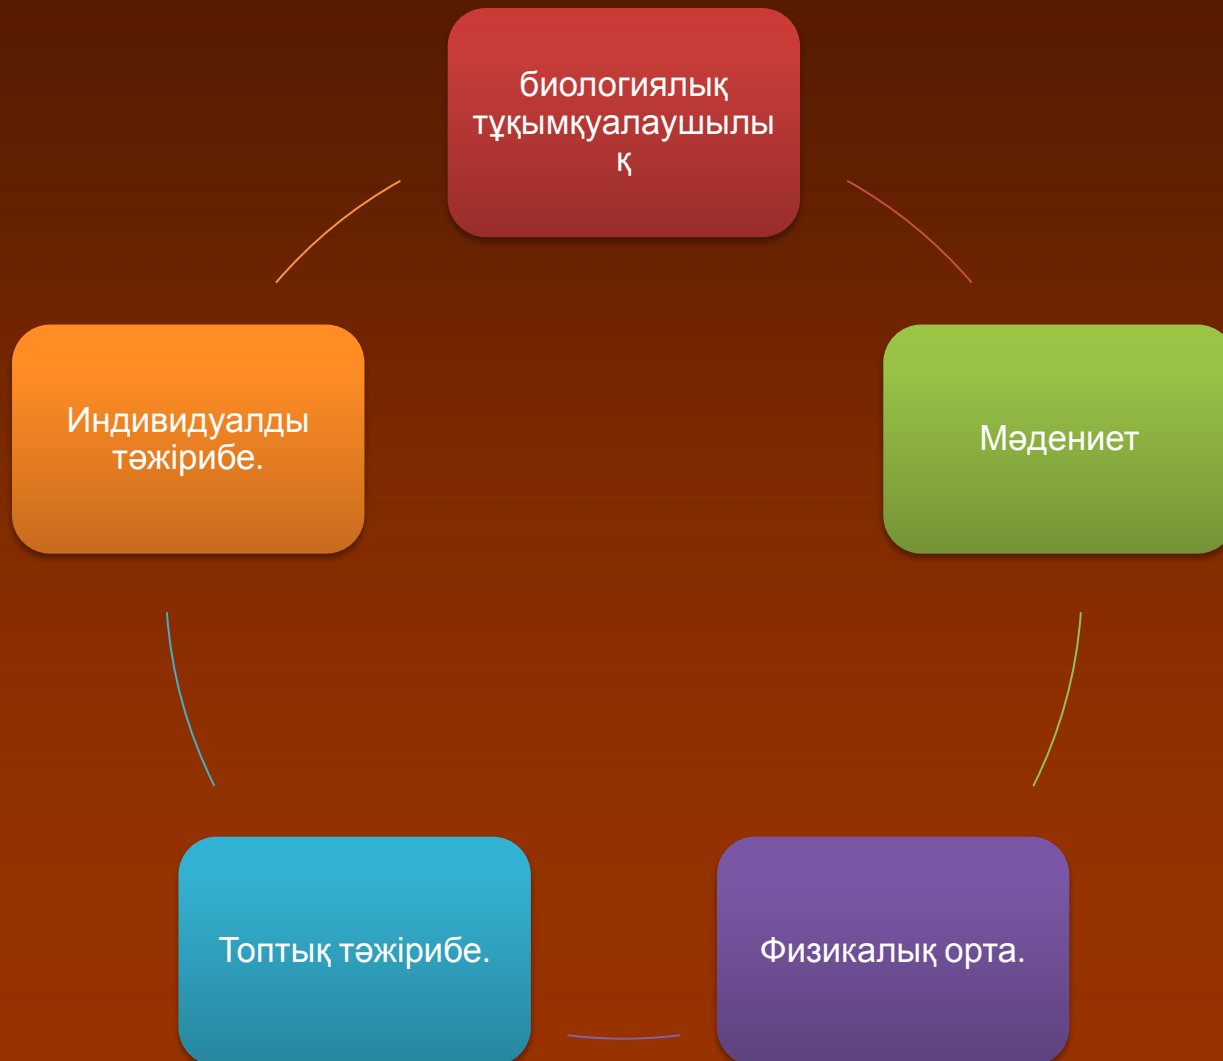 биологиялық
тұқымқуалаушылы
қ
Индивидуалды
тәжірибе.
Мәдениет
Топтық тәжірибе.
Физикалық орта.